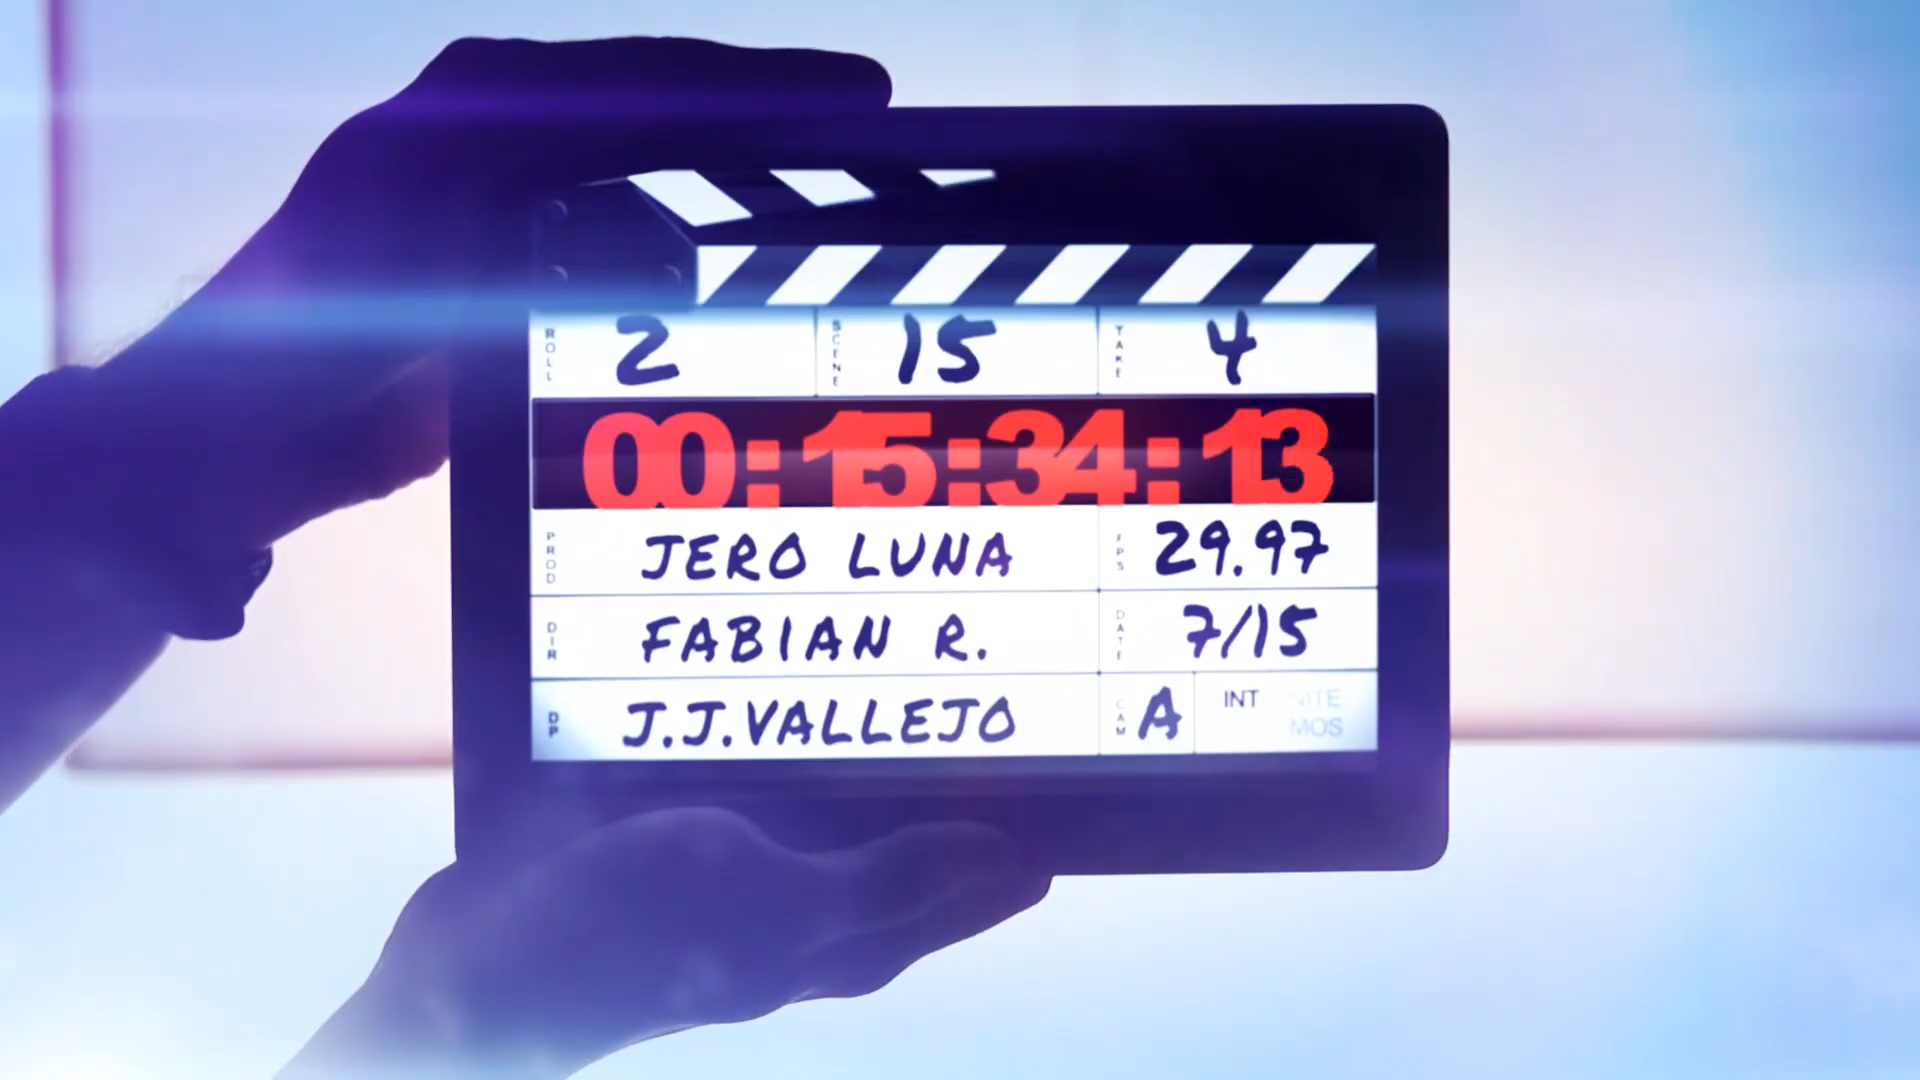 ROLL 2 SCENE 15 TAKE 4
00:15:34:13
PROD JERO LUNA FPS 29.97
DIR FABIAN R. DATE 7/15
DP J.J.VALLEJO CAM A INT NITE
MOS